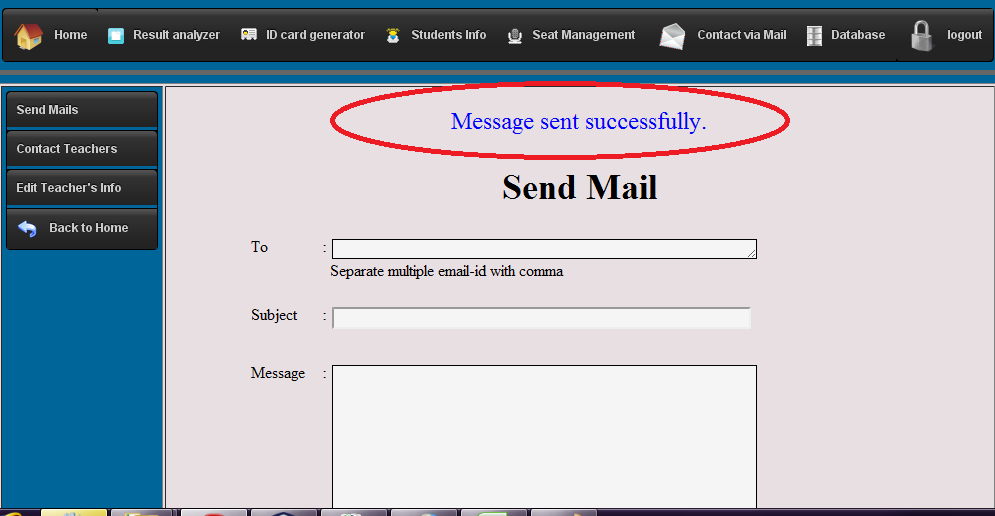 Home Result analyzer ID card generator Students Info Seat Management Contact via Mail Database logout
Send Mails
Contact Teachers
Edit Teacher's Info
Back to Home
Message sent successfully.
Send Mail
To :
Separate multiple email-id with comma
Subject :
Message :